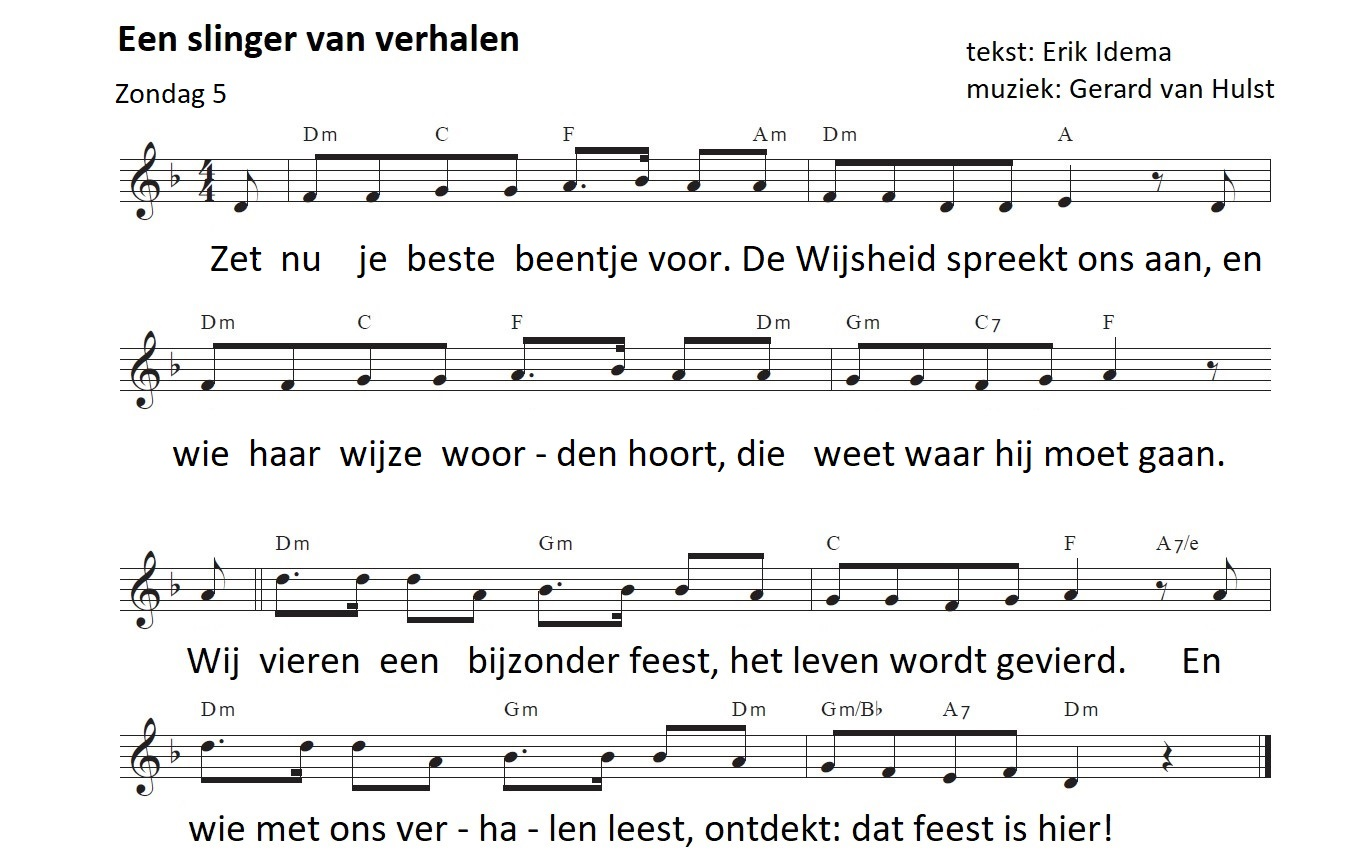 Een slinger van verhalen
tekst: Erik Idema
Zondag 5
muziek: Gerard van Hulst
Dm C F Am Dm A
4
4
Zet nu je beste beentje voor. De Wijsheid spreekt ons aan, en
Dm C F Dm Gm C7 F
wie haar wijze woor - den hoort, die weet waar hij moet gaan.
Dm Gm C F A7/e
Wij vieren een bijzonder feest, het leven wordt gevierd. En
Dm Gm Dm Gm/B♭ A7 Dm
wie met ons ver - ha - len leest, ontdekt: dat feest is hier!